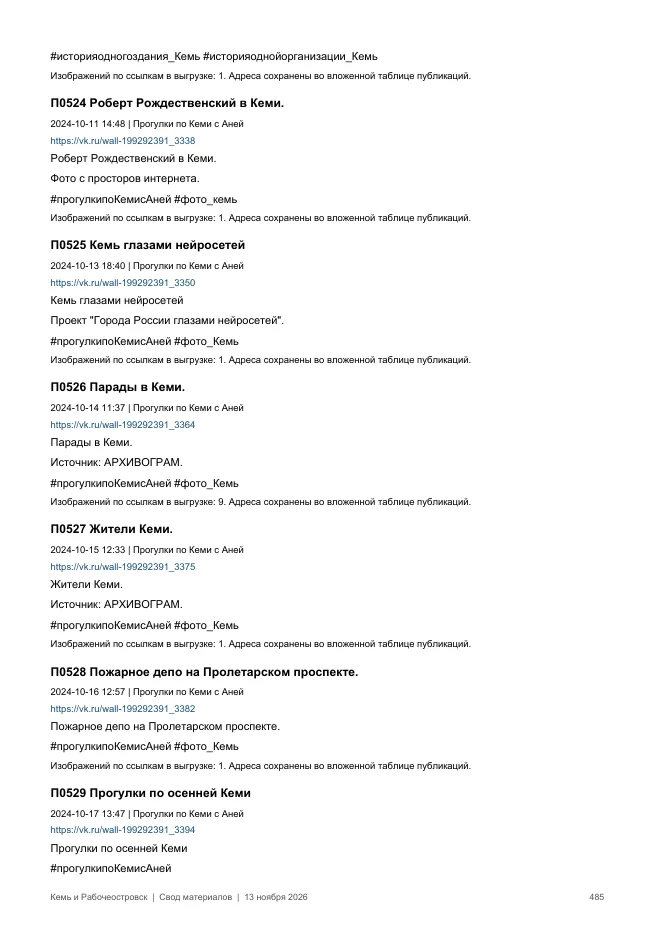 #историяодногоздания_Кемь #историяоднойорганизации_Кемь
Изображений по ссылкам в выгрузке: 1. Адреса сохранены во вложенной таблице публикаций.
П0524 Роберт Рождественский в Кеми.
2024-10-11 14:48 | Прогулки по Кеми с Аней
https://vk.ru/wall-199292391_3338
Роберт Рождественский в Кеми.
Фото с просторов интернета.
#прогулкипоКемисАней #фото_кемь
Изображений по ссылкам в выгрузке: 1. Адреса сохранены во вложенной таблице публикаций.
П0525 Кемь глазами нейросетей
2024-10-13 18:40 | Прогулки по Кеми с Аней
https://vk.ru/wall-199292391_3350
Кемь глазами нейросетей
Проект "Города России глазами нейросетей".
#прогулкипоКемисАней #фото_Кемь
Изображений по ссылкам в выгрузке: 1. Адреса сохранены во вложенной таблице публикаций.
П0526 Парады в Кеми.
2024-10-14 11:37 | Прогулки по Кеми с Аней
https://vk.ru/wall-199292391_3364
Парады в Кеми.
Источник: АРХИВОГРАМ.
#прогулкипоКемисАней #фото_Кемь
Изображений по ссылкам в выгрузке: 9. Адреса сохранены во вложенной таблице публикаций.
П0527 Жители Кеми.
2024-10-15 12:33 | Прогулки по Кеми с Аней
https://vk.ru/wall-199292391_3375
Жители Кеми.
Источник: АРХИВОГРАМ.
#прогулкипоКемисАней #фото_Кемь
Изображений по ссылкам в выгрузке: 1. Адреса сохранены во вложенной таблице публикаций.
П0528 Пожарное депо на Пролетарском проспекте.
2024-10-16 12:57 | Прогулки по Кеми с Аней
https://vk.ru/wall-199292391_3382
Пожарное депо на Пролетарском проспекте.
#прогулкипоКемисАней #фото_Кемь
Изображений по ссылкам в выгрузке: 1. Адреса сохранены во вложенной таблице публикаций.
П0529 Прогулки по осенней Кеми
2024-10-17 13:47 | Прогулки по Кеми с Аней
https://vk.ru/wall-199292391_3394
Прогулки по осенней Кеми
#прогулкипоКемисАней
Кемь и Рабочеостровск | Свод материалов | 13 ноября 2026 485